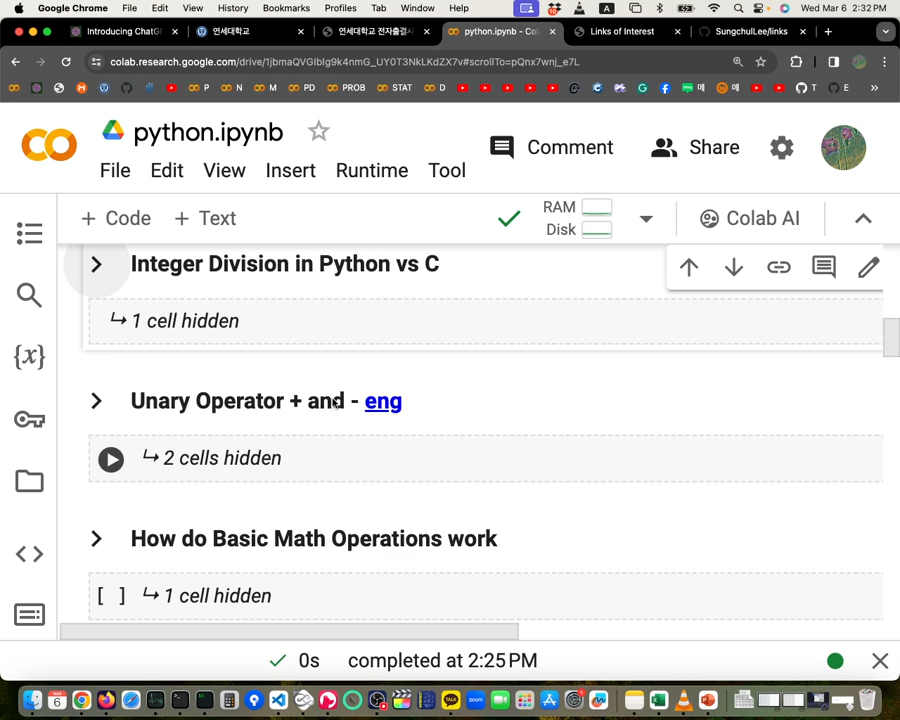 Google Chrome File Edit View History Bookmarks Profiles Tab Window Help A Wed Mar 6 2:32 PM
Introducing ChatG 연세대학교 연세대학교 전자출결시 python.ipynb - Col Links of Interest SungchulLee/links
colab.research.google.com/drive/1jbmaQVGIblg9k4nmG_UY0T3NkLKdZX7v#scrollTo=pQnx7wnj_e7L
P N M PD PROB STAT D 메 메 T E »
python.ipynb
Comment Share
File Edit View Insert Runtime Tool
+ Code + Text RAM Disk Colab AI
Integer Division in Python vs C
1 cell hidden
Unary Operator + and - eng
2 cells hidden
How do Basic Math Operations work
[ ] 1 cell hidden
{x}
0s completed at 2:25 PM